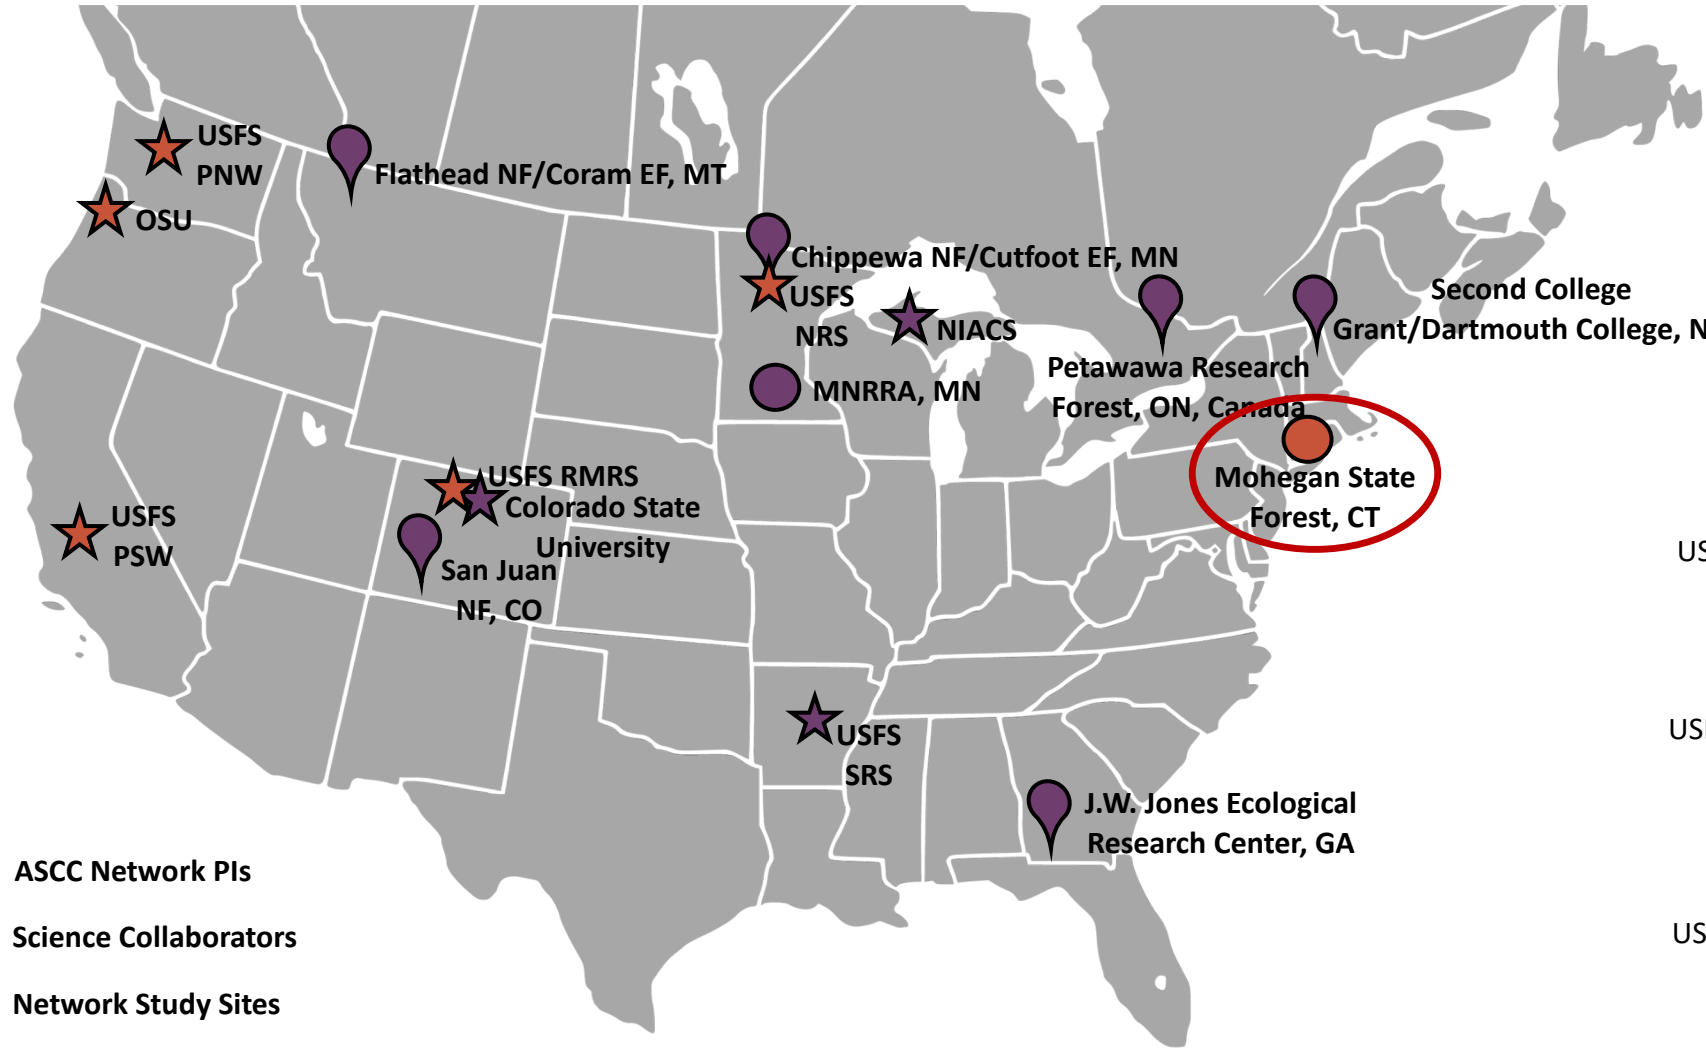 USFS
PNW
Flathead NF/Coram EF, MT
OSU
Chippewa NF/Cutfoot EF, MN
USFS
NRS
NIACS
Second College
Grant/Dartmouth College, N
Petawawa Research
Forest, ON, Canada
MNRRA, MN
USFS RMRS
Colorado State
University
Mohegan State
Forest, CT
USFS
PSW
San Juan
NF, CO
US
USFS
SRS
US
J.W. Jones Ecological
Research Center, GA
ASCC Network PIs
Science Collaborators
US
Network Study Sites